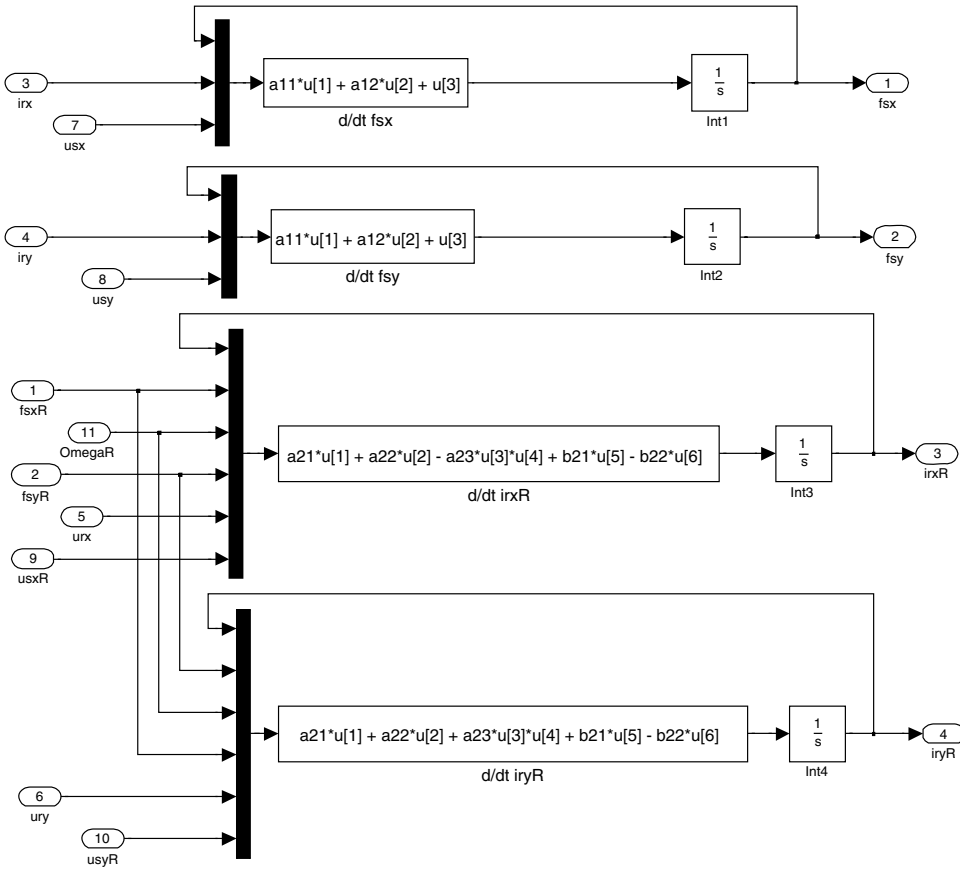 3
irx
7
usx
a11*u[1] + a12*u[2] + u[3]
d/dt fsx
1
s
Int1
1
fsx
4
iry
8
usy
a11*u[1] + a12*u[2] + u[3]
d/dt fsy
1
s
Int2
2
fsy
1
fsxR
11
OmegaR
2
fsyR
5
urx
9
usxR
a21*u[1] + a22*u[2] - a23*u[3]*u[4] + b21*u[5] - b22*u[6]
d/dt irxR
1
s
Int3
3
irxR
6
ury
10
usyR
a21*u[1] + a22*u[2] + a23*u[3]*u[4] + b21*u[5] - b22*u[6]
d/dt iryR
1
s
Int4
4
iryR